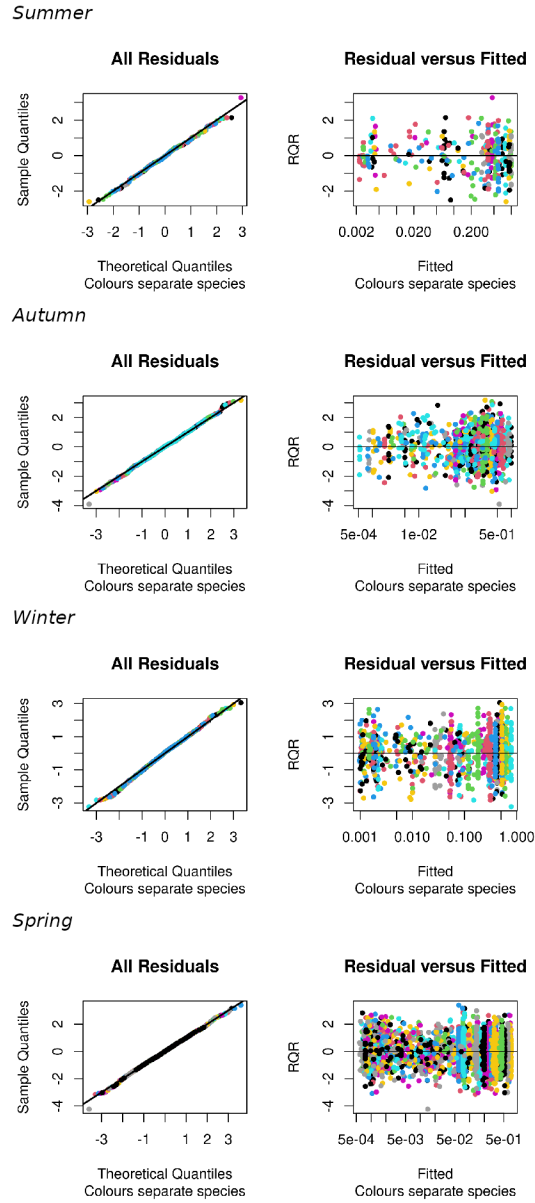 Summer
All Residuals
Residual versus Fitted
Sample Quantiles
2
0
-2
-3 -2 -1 0 1 2 3
Theoretical Quantiles
Colours separate species
RQR
2
0
-2
0.002 0.020 0.200
Fitted
Colours separate species
Autumn
All Residuals
Residual versus Fitted
Sample Quantiles
2
0
-2
-4
-3 -1 0 1 2 3
Theoretical Quantiles
Colours separate species
RQR
2
0
-2
-4
5e-04 1e-02 5e-01
Fitted
Colours separate species
Winter
All Residuals
Residual versus Fitted
Sample Quantiles
3
1
-1
-3
-3 -1 0 1 2 3
Theoretical Quantiles
Colours separate species
RQR
3
1
-1
-3
0.001 0.010 0.100 1.000
Fitted
Colours separate species
Spring
All Residuals
Residual versus Fitted
Sample Quantiles
2
0
-2
-4
-3 -1 1 2 3
Theoretical Quantiles
Colours separate species
RQR
2
0
-2
-4
5e-04 5e-03 5e-02 5e-01
Fitted
Colours separate species